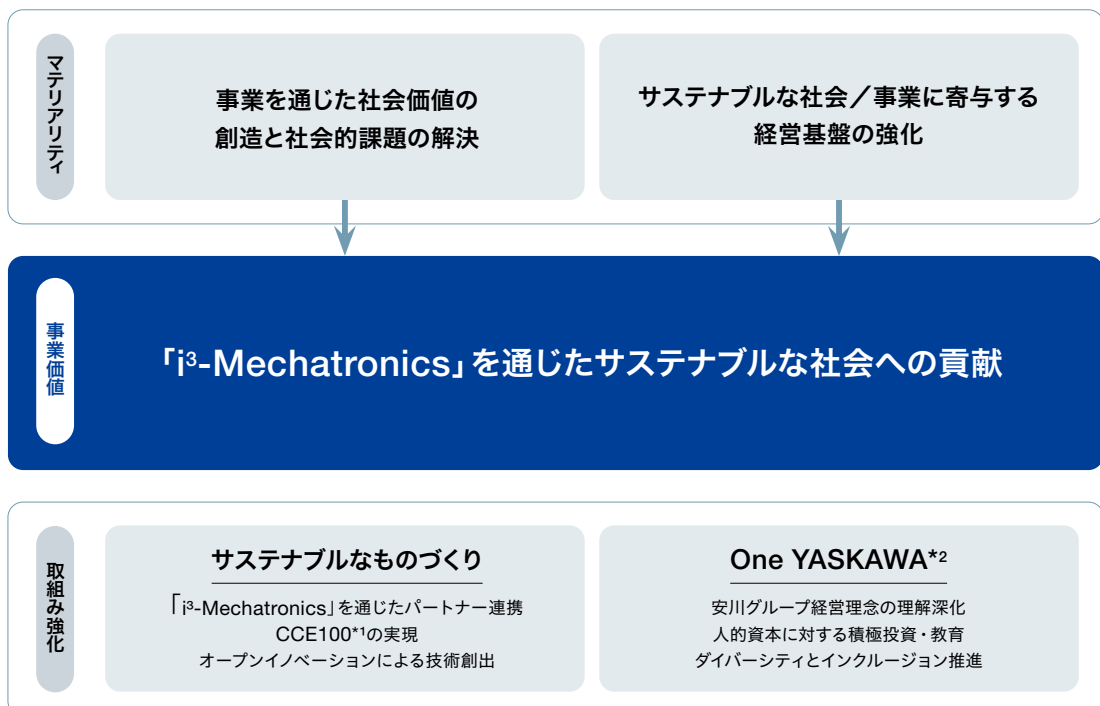 マテリアリティ
事業を通じた社会価値の
創造と社会的課題の解決
サステナブルな社会／事業に寄与する
経営基盤の強化
事業価値
「i³-Mechatronics」を通じたサステナブルな社会への貢献
取組み強化
サステナブルなものづくり
「i³-Mechatronics」を通じたパートナー連携
CCE100*¹の実現
オープンイノベーションによる技術創出
One YASKAWA*²
安川グループ経営理念の理解深化
人的資本に対する積極投資・教育
ダイバーシティとインクルージョン推進